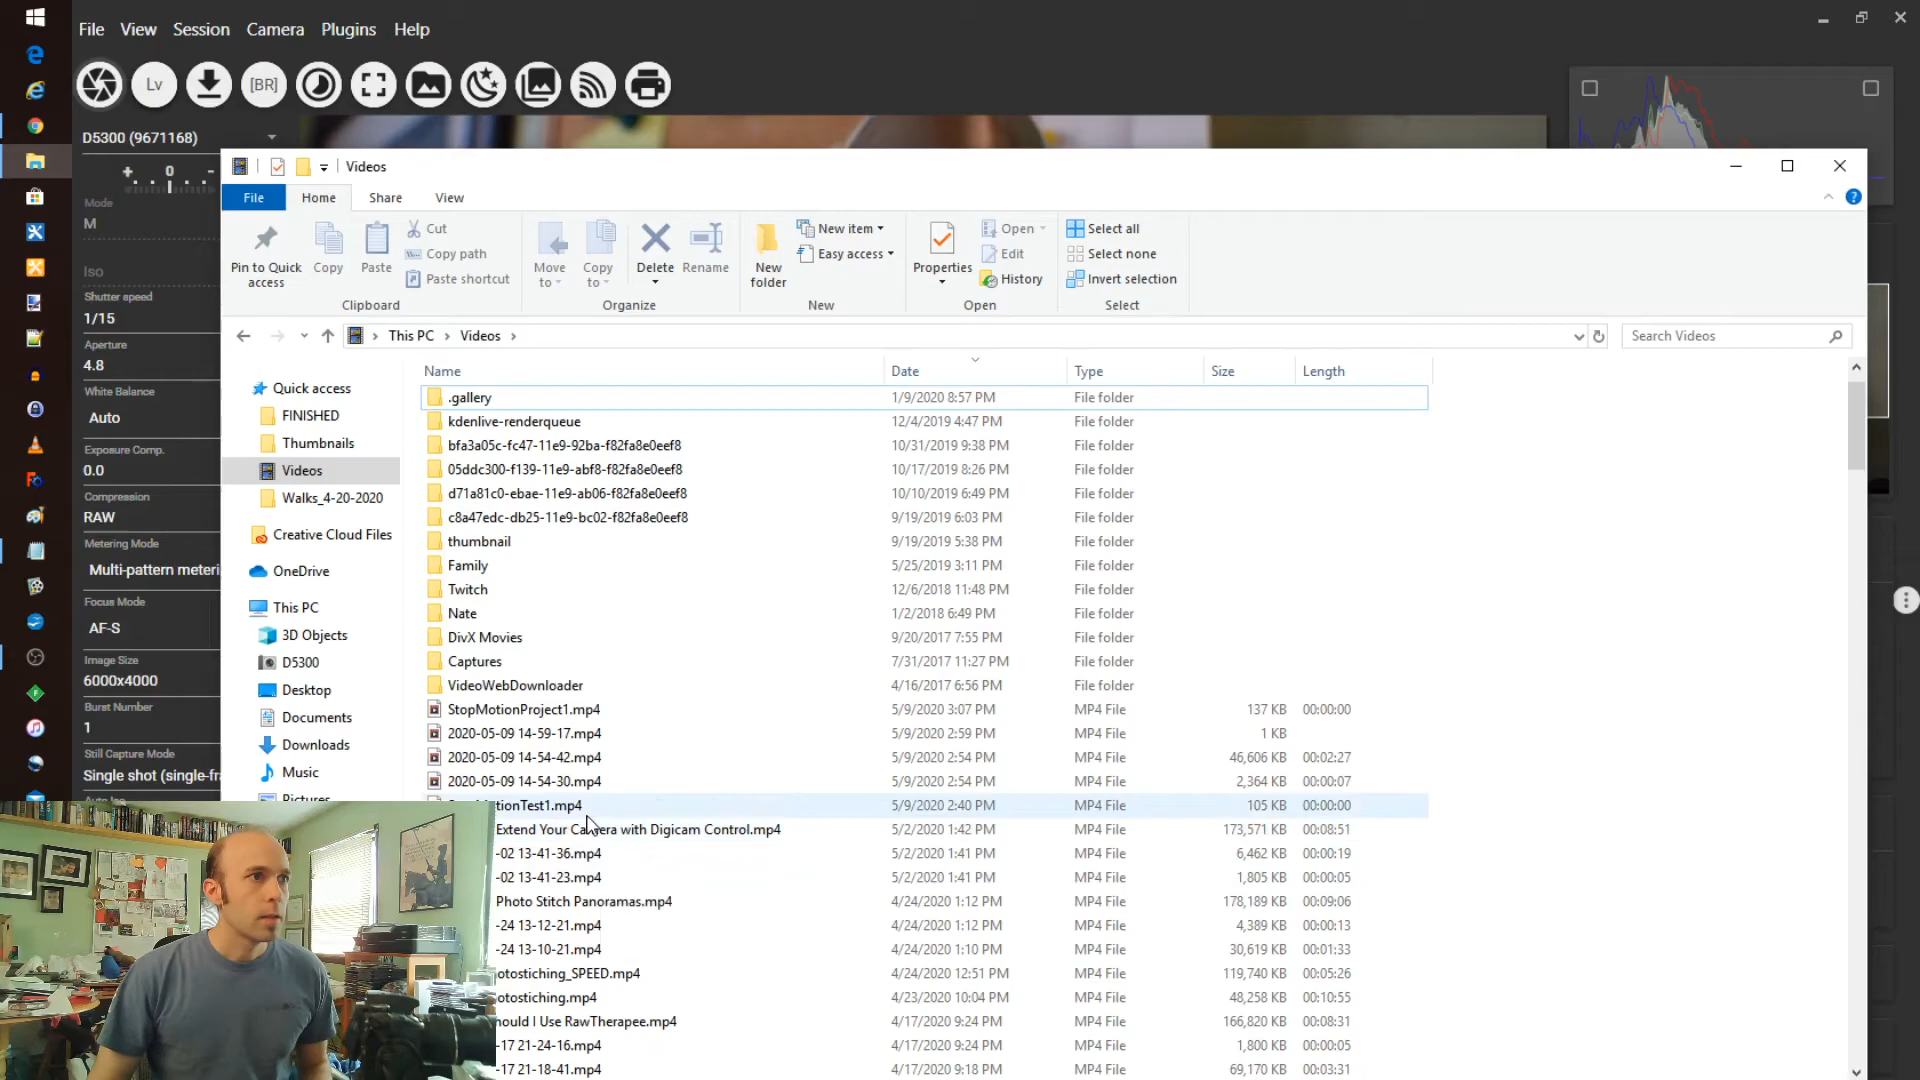 File View Session Camera Plugins Help
Lv [BR]
D5300 (9671168)
+ 0 -
Mode
M
Iso
Shutter speed
1/15
Aperture
4.8
White Balance
Auto
Exposure Comp.
0.0
Compression
RAW
Metering Mode
Multi-pattern meteri
Focus Mode
AF-S
Image Size
6000x4000
Burst Number
1
Still Capture Mode
Single shot (single-fr
Videos
File Home Share View
Pin to Quick access
Copy
Paste
Cut
Copy path
Paste shortcut
Clipboard
Move to
Copy to
Delete
Rename
Organize
New folder
New item
Easy access
New
Properties
Open
Edit
History
Open
Select all
Select none
Invert selection
Select
This PC > Videos >
Search Videos
Quick access
FINISHED
Thumbnails
Videos
Walks_4-20-2020
Creative Cloud Files
OneDrive
This PC
3D Objects
D5300
Desktop
Documents
Downloads
Music
Name Date Type Size Length
.gallery 1/9/2020 8:57 PM File folder
kdenlive-renderqueue 12/4/2019 4:47 PM File folder
bfa3a05c-fc47-11e9-92ba-f82fa8e0eef8 10/31/2019 9:38 PM File folder
05ddc300-f139-11e9-abf8-f82fa8e0eef8 10/17/2019 8:26 PM File folder
d71a81c0-ebae-11e9-ab06-f82fa8e0eef8 10/10/2019 6:49 PM File folder
c8a47edc-db25-11e9-bc02-f82fa8e0eef8 9/19/2019 6:03 PM File folder
thumbnail 9/19/2019 5:38 PM File folder
Family 5/25/2019 3:11 PM File folder
Twitch 12/6/2018 11:48 PM File folder
Nate 1/2/2018 6:49 PM File folder
DivX Movies 9/20/2017 7:55 PM File folder
Captures 7/31/2017 11:27 PM File folder
VideoWebDownloader 4/16/2017 6:56 PM File folder
StopMotionProject1.mp4 5/9/2020 3:07 PM MP4 File 137 KB 00:00:00
2020-05-09 14-59-17.mp4 5/9/2020 2:59 PM MP4 File 1 KB
2020-05-09 14-54-42.mp4 5/9/2020 2:54 PM MP4 File 46,606 KB 00:02:27
2020-05-09 14-54-30.mp4 5/9/2020 2:54 PM MP4 File 2,364 KB 00:00:07
tionTest1.mp4 5/9/2020 2:40 PM MP4 File 105 KB 00:00:00
Extend Your Camera with Digicam Control.mp4 5/2/2020 1:42 PM MP4 File 173,571 KB 00:08:51
-02 13-41-36.mp4 5/2/2020 1:41 PM MP4 File 6,462 KB 00:00:19
-02 13-41-23.mp4 5/2/2020 1:41 PM MP4 File 1,805 KB 00:00:05
Photo Stitch Panoramas.mp4 4/24/2020 1:12 PM MP4 File 178,189 KB 00:09:06
-24 13-12-21.mp4 4/24/2020 1:12 PM MP4 File 4,389 KB 00:00:13
-24 13-10-21.mp4 4/24/2020 1:10 PM MP4 File 30,619 KB 00:01:33
otostiching_SPEED.mp4 4/24/2020 12:51 PM MP4 File 119,740 KB 00:05:26
otostiching.mp4 4/23/2020 10:04 PM MP4 File 48,258 KB 00:10:55
hould I Use RawTherapee.mp4 4/17/2020 9:24 PM MP4 File 166,820 KB 00:08:31
-17 21-24-16.mp4 4/17/2020 9:24 PM MP4 File 1,800 KB 00:00:05
-17 21-18-41.mp4 4/17/2020 9:18 PM MP4 File 69,170 KB 00:03:31